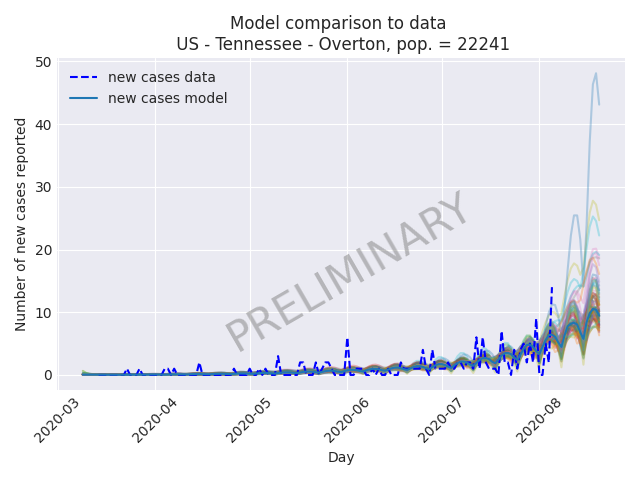 Model comparison to data
US - Tennessee - Overton, pop. = 22241
new cases data
new cases model
Number of new cases reported
50
40
30
20
10
0
PRELIMINARY
2020-03
2020-04
2020-05
2020-06
2020-07
2020-08
Day